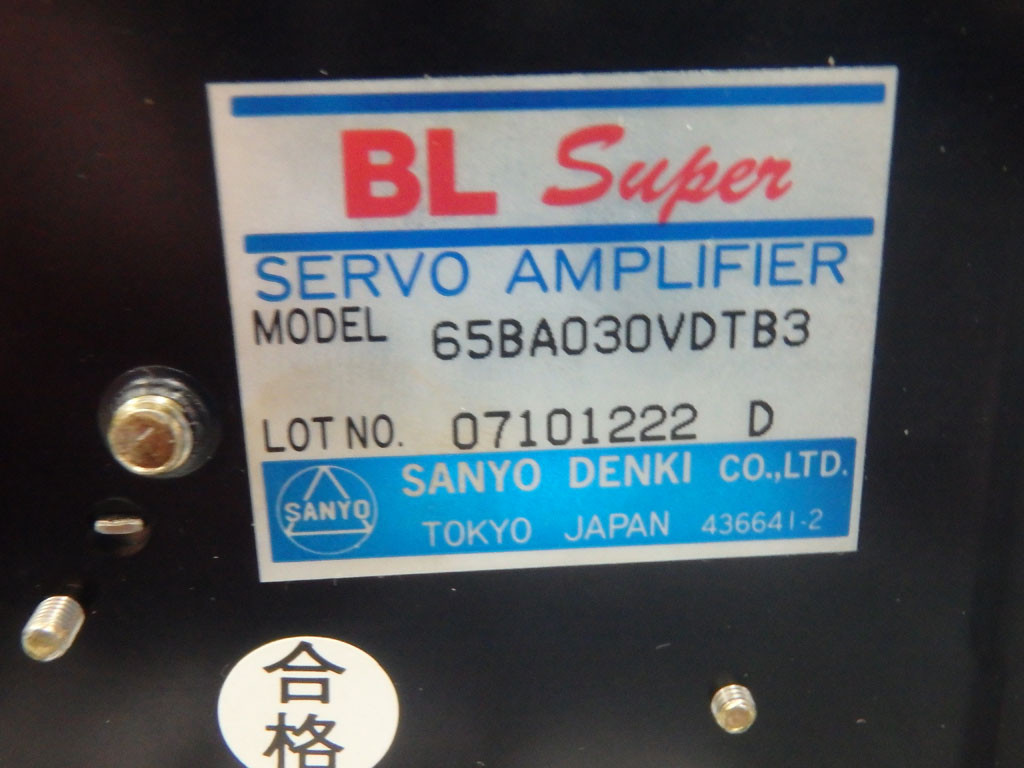 BL Super
SERVO AMPLIFIER
MODEL 65BA030VDTB3
LOT NO. 07101222 D
SANYO
SANYO DENKI CO.,LTD.
TOKYO JAPAN 436641-2
合
格